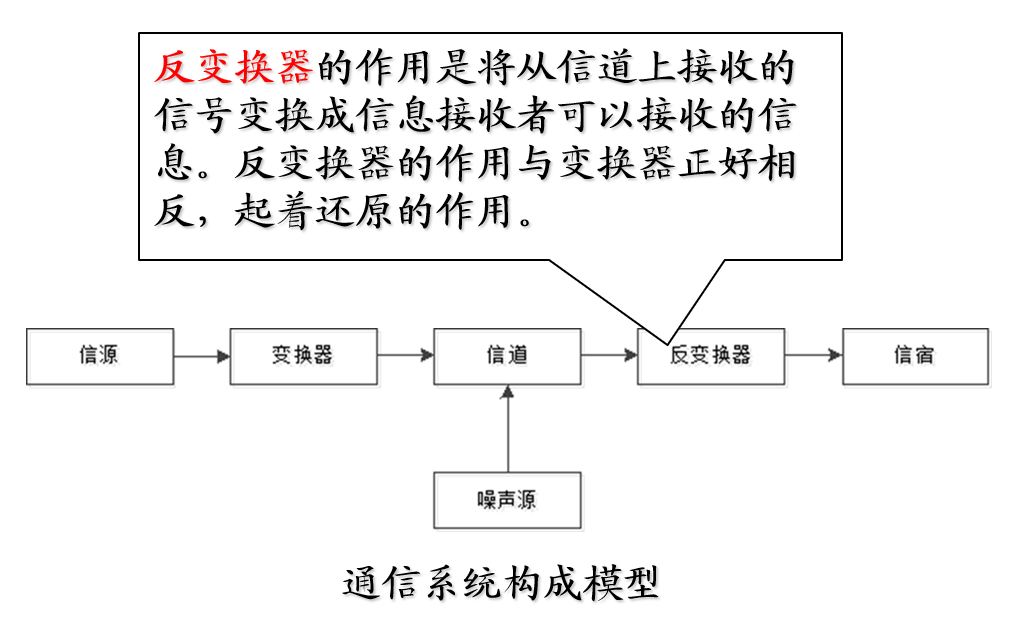 反变换器的作用是将从信道上接收的
信号变换成信息接收者可以接收的信
息。反变换器的作用与变换器正好相
反，起着还原的作用。
信源
变换器
信道
反变换器
信宿
噪声源
通信系统构成模型